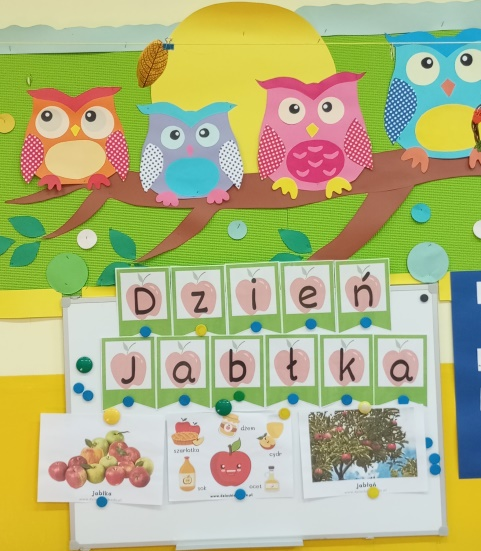 Dzień
Jabłka
jabłka
dżem
szarlotka
cydr
sok
ocet
jabłoń